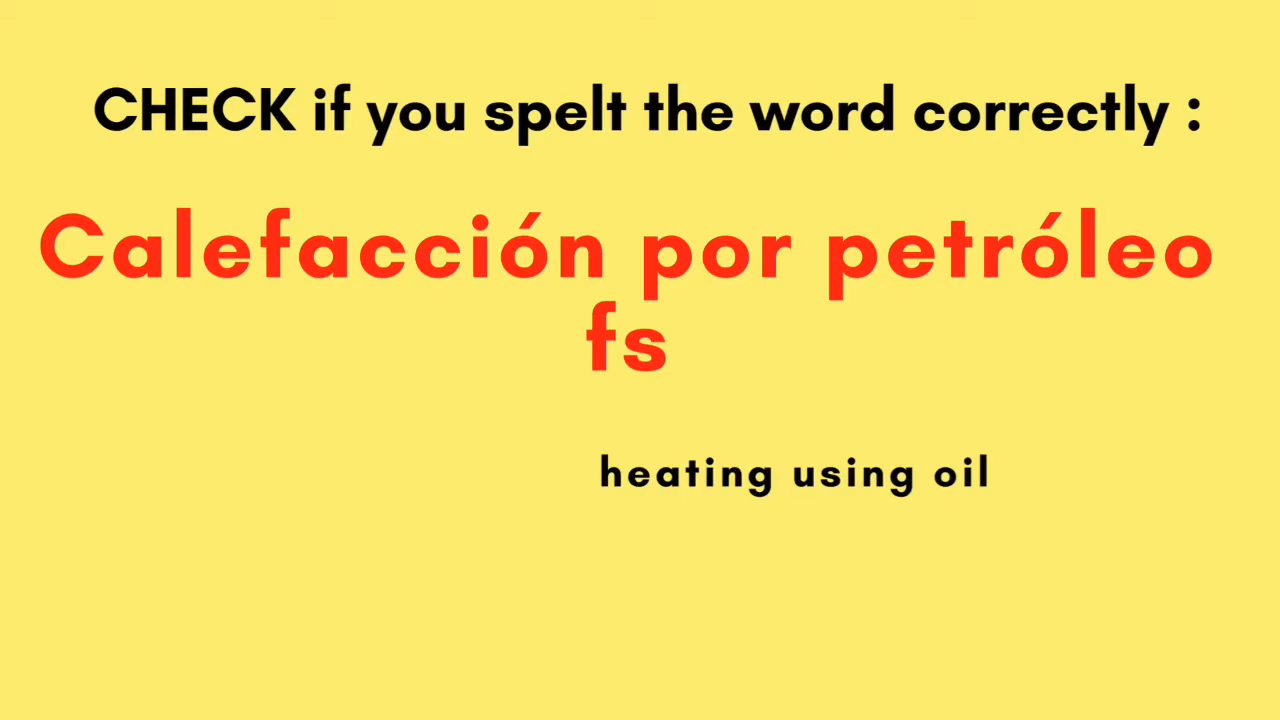 CHECK if you spelt the word correctly :
Calefacción por petróleo
fs
heating using oil